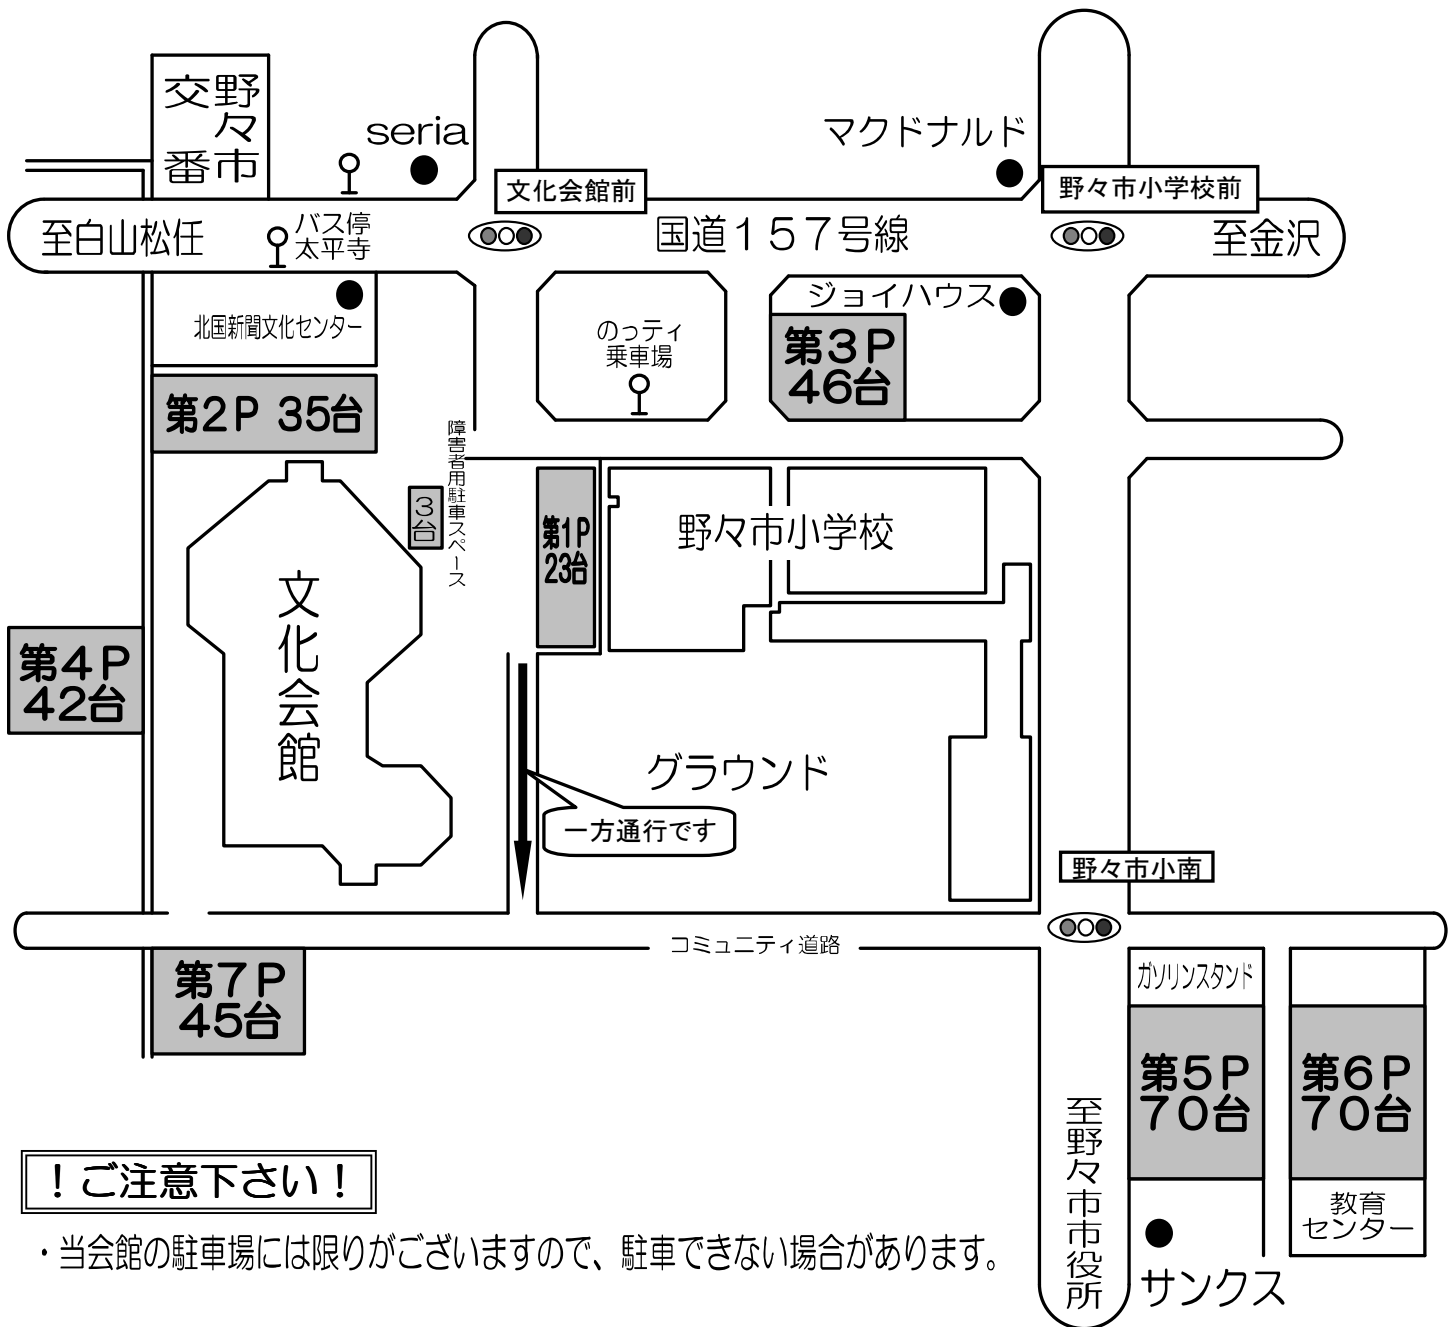 野々市
交番
seria
マクドナルド
文化会館前
野々市小学校前
至白山松任
バス停
太平寺
国道１５７号線
至金沢
北国新聞文化センター
のっティ
乗車場
ジョイハウス
第３Ｐ
４６台
第２Ｐ ３５台
障害者用駐車スペース
３台
第１Ｐ
２３台
野々市小学校
文化会館
第４Ｐ
４２台
グラウンド
一方通行です
野々市小南
コミュニティ道路
第７Ｐ
４５台
ガソリンスタンド
第５Ｐ
７０台
第６Ｐ
７０台
至野々市市役所
教育
センター
サンクス
！ご注意下さい！
・当会館の駐車場には限りがございますので、駐車できない場合があります。